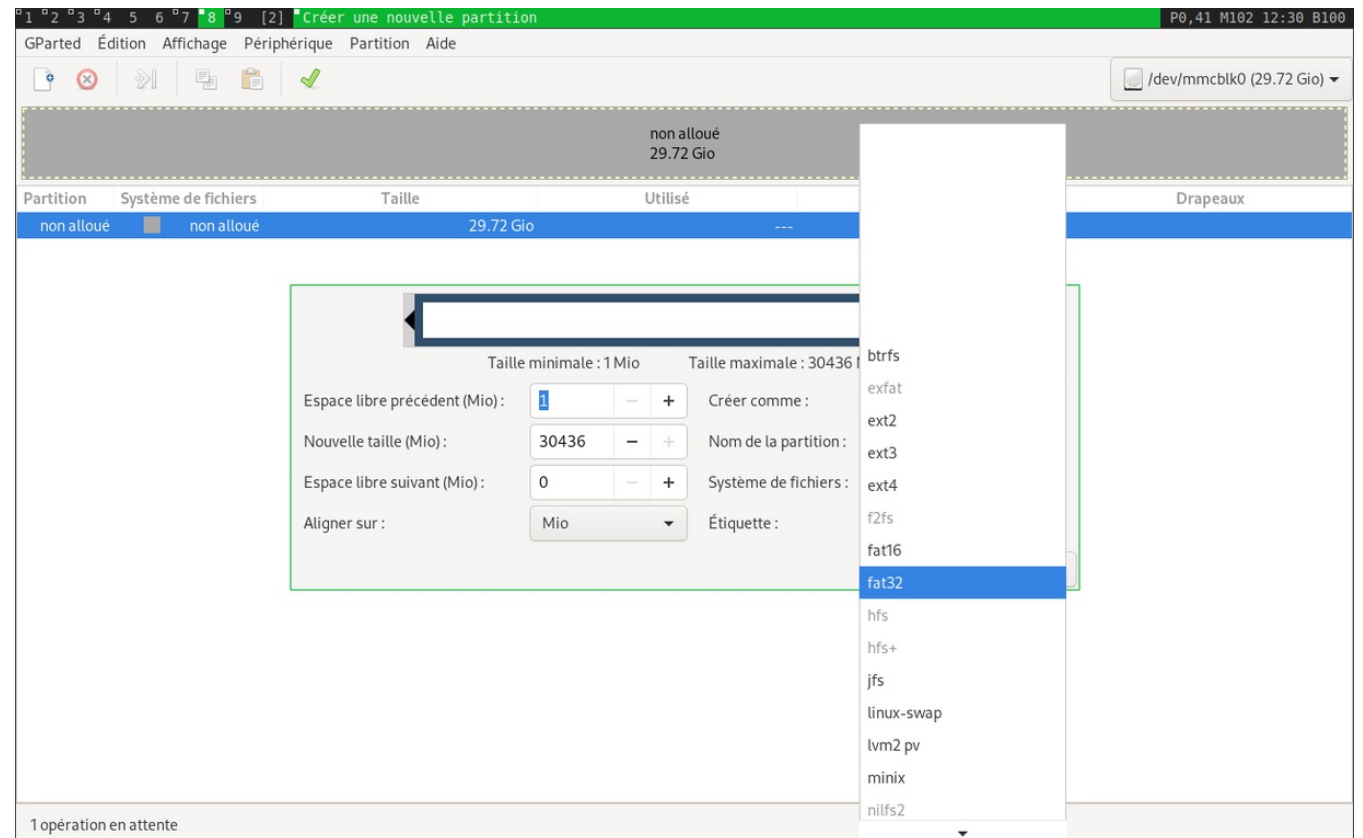 1 2 3 4 5 6 7 8 9 [2] Créer une nouvelle partition P0,41 M102 12:30 B100
GParted Édition Affichage Périphérique Partition Aide
/dev/mmcblk0 (29.72 Gio)
non alloué
29.72 Gio
Partition Système de fichiers Taille Utilisé Drapeaux
non alloué non alloué 29.72 Gio ---
Taille minimale : 1 Mio Taille maximale : 30436
Espace libre précédent (Mio) : 1 − + Créer comme :
Nouvelle taille (Mio) : 30436 − + Nom de la partition :
Espace libre suivant (Mio) : 0 − + Système de fichiers :
Aligner sur : Mio Étiquette :
btrfs
exfat
ext2
ext3
ext4
f2fs
fat16
fat32
hfs
hfs+
jfs
linux-swap
lvm2 pv
minix
nilfs2
1 opération en attente